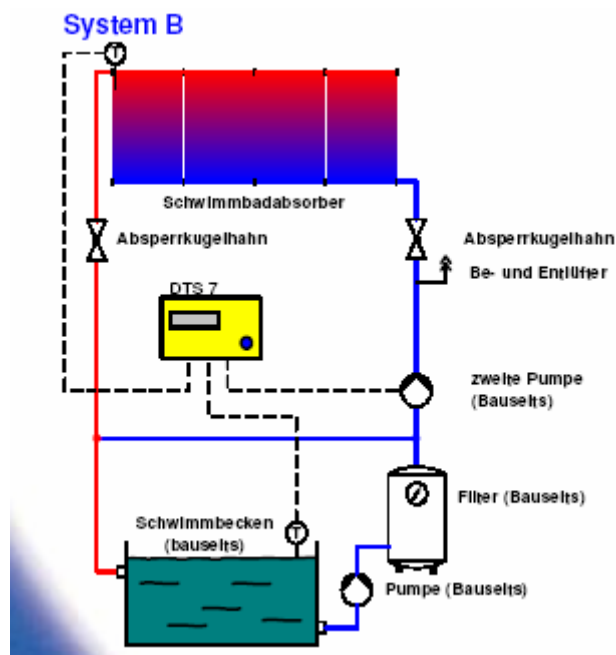 System B
T
Schwimmbadabsorber
Absperrkugelhahn
Absperrkugelhahn
Be- und Entlüfter
DTS 7
zweite Pumpe
(Bauseits)
Filter (Bauseits)
Schwimmbecken
(bauseits)
T
Pumpe (Bauseits)